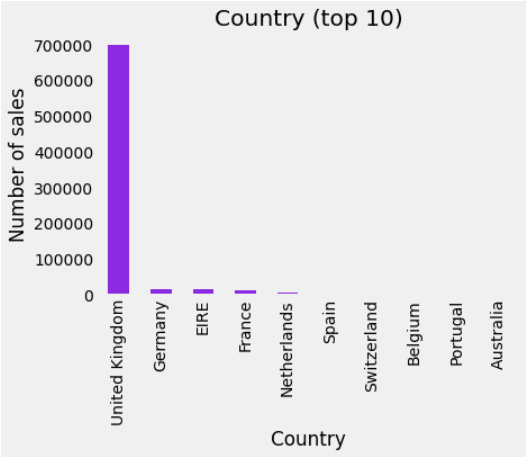 Country (top 10)
Number of sales
700000
600000
500000
400000
300000
200000
100000
0
United Kingdom
Germany
EIRE
France
Netherlands
Spain
Switzerland
Belgium
Portugal
Australia
Country